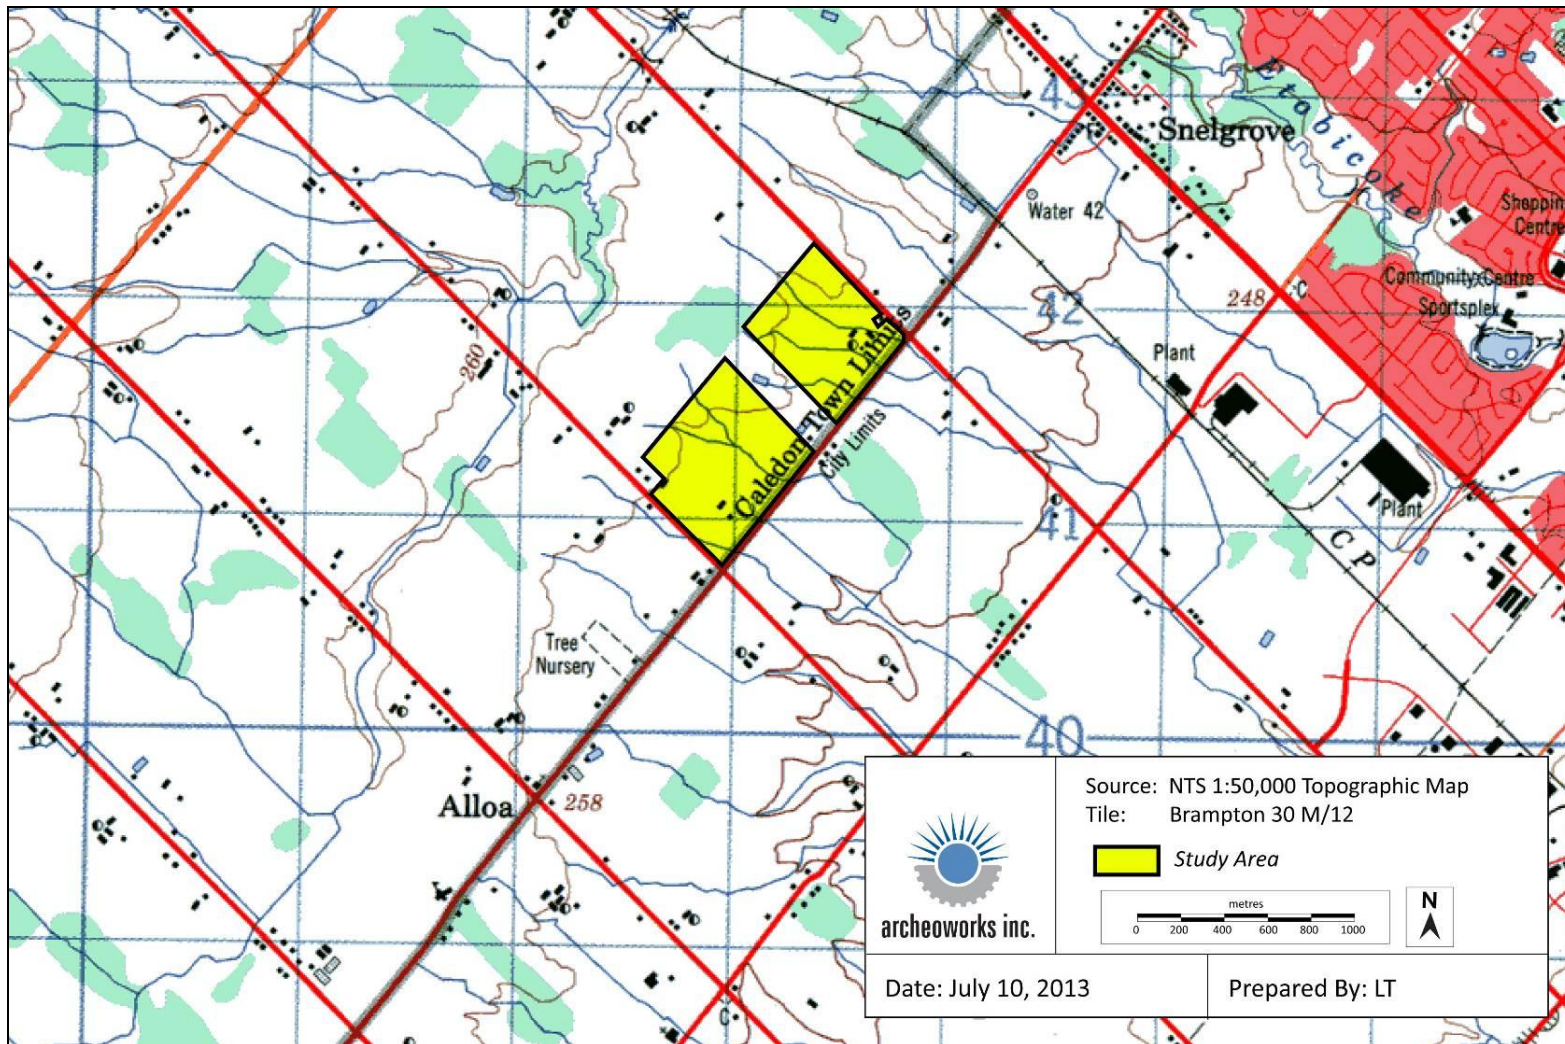 43
Snelgrove
Etobicoke
Water 42
Shoppin
Centre
Community Centre
Sportsplex
248
C
42
Plant
260
Caledon Town Limits
City Limits
Plant
41
CP
Tree
Nursery
40
Alloa
258
C
archeoworks inc.
Source: NTS 1:50,000 Topographic Map
Tile: Brampton 30 M/12
Study Area
metres
0 200 400 600 800 1000
N
Date: July 10, 2013
Prepared By: LT